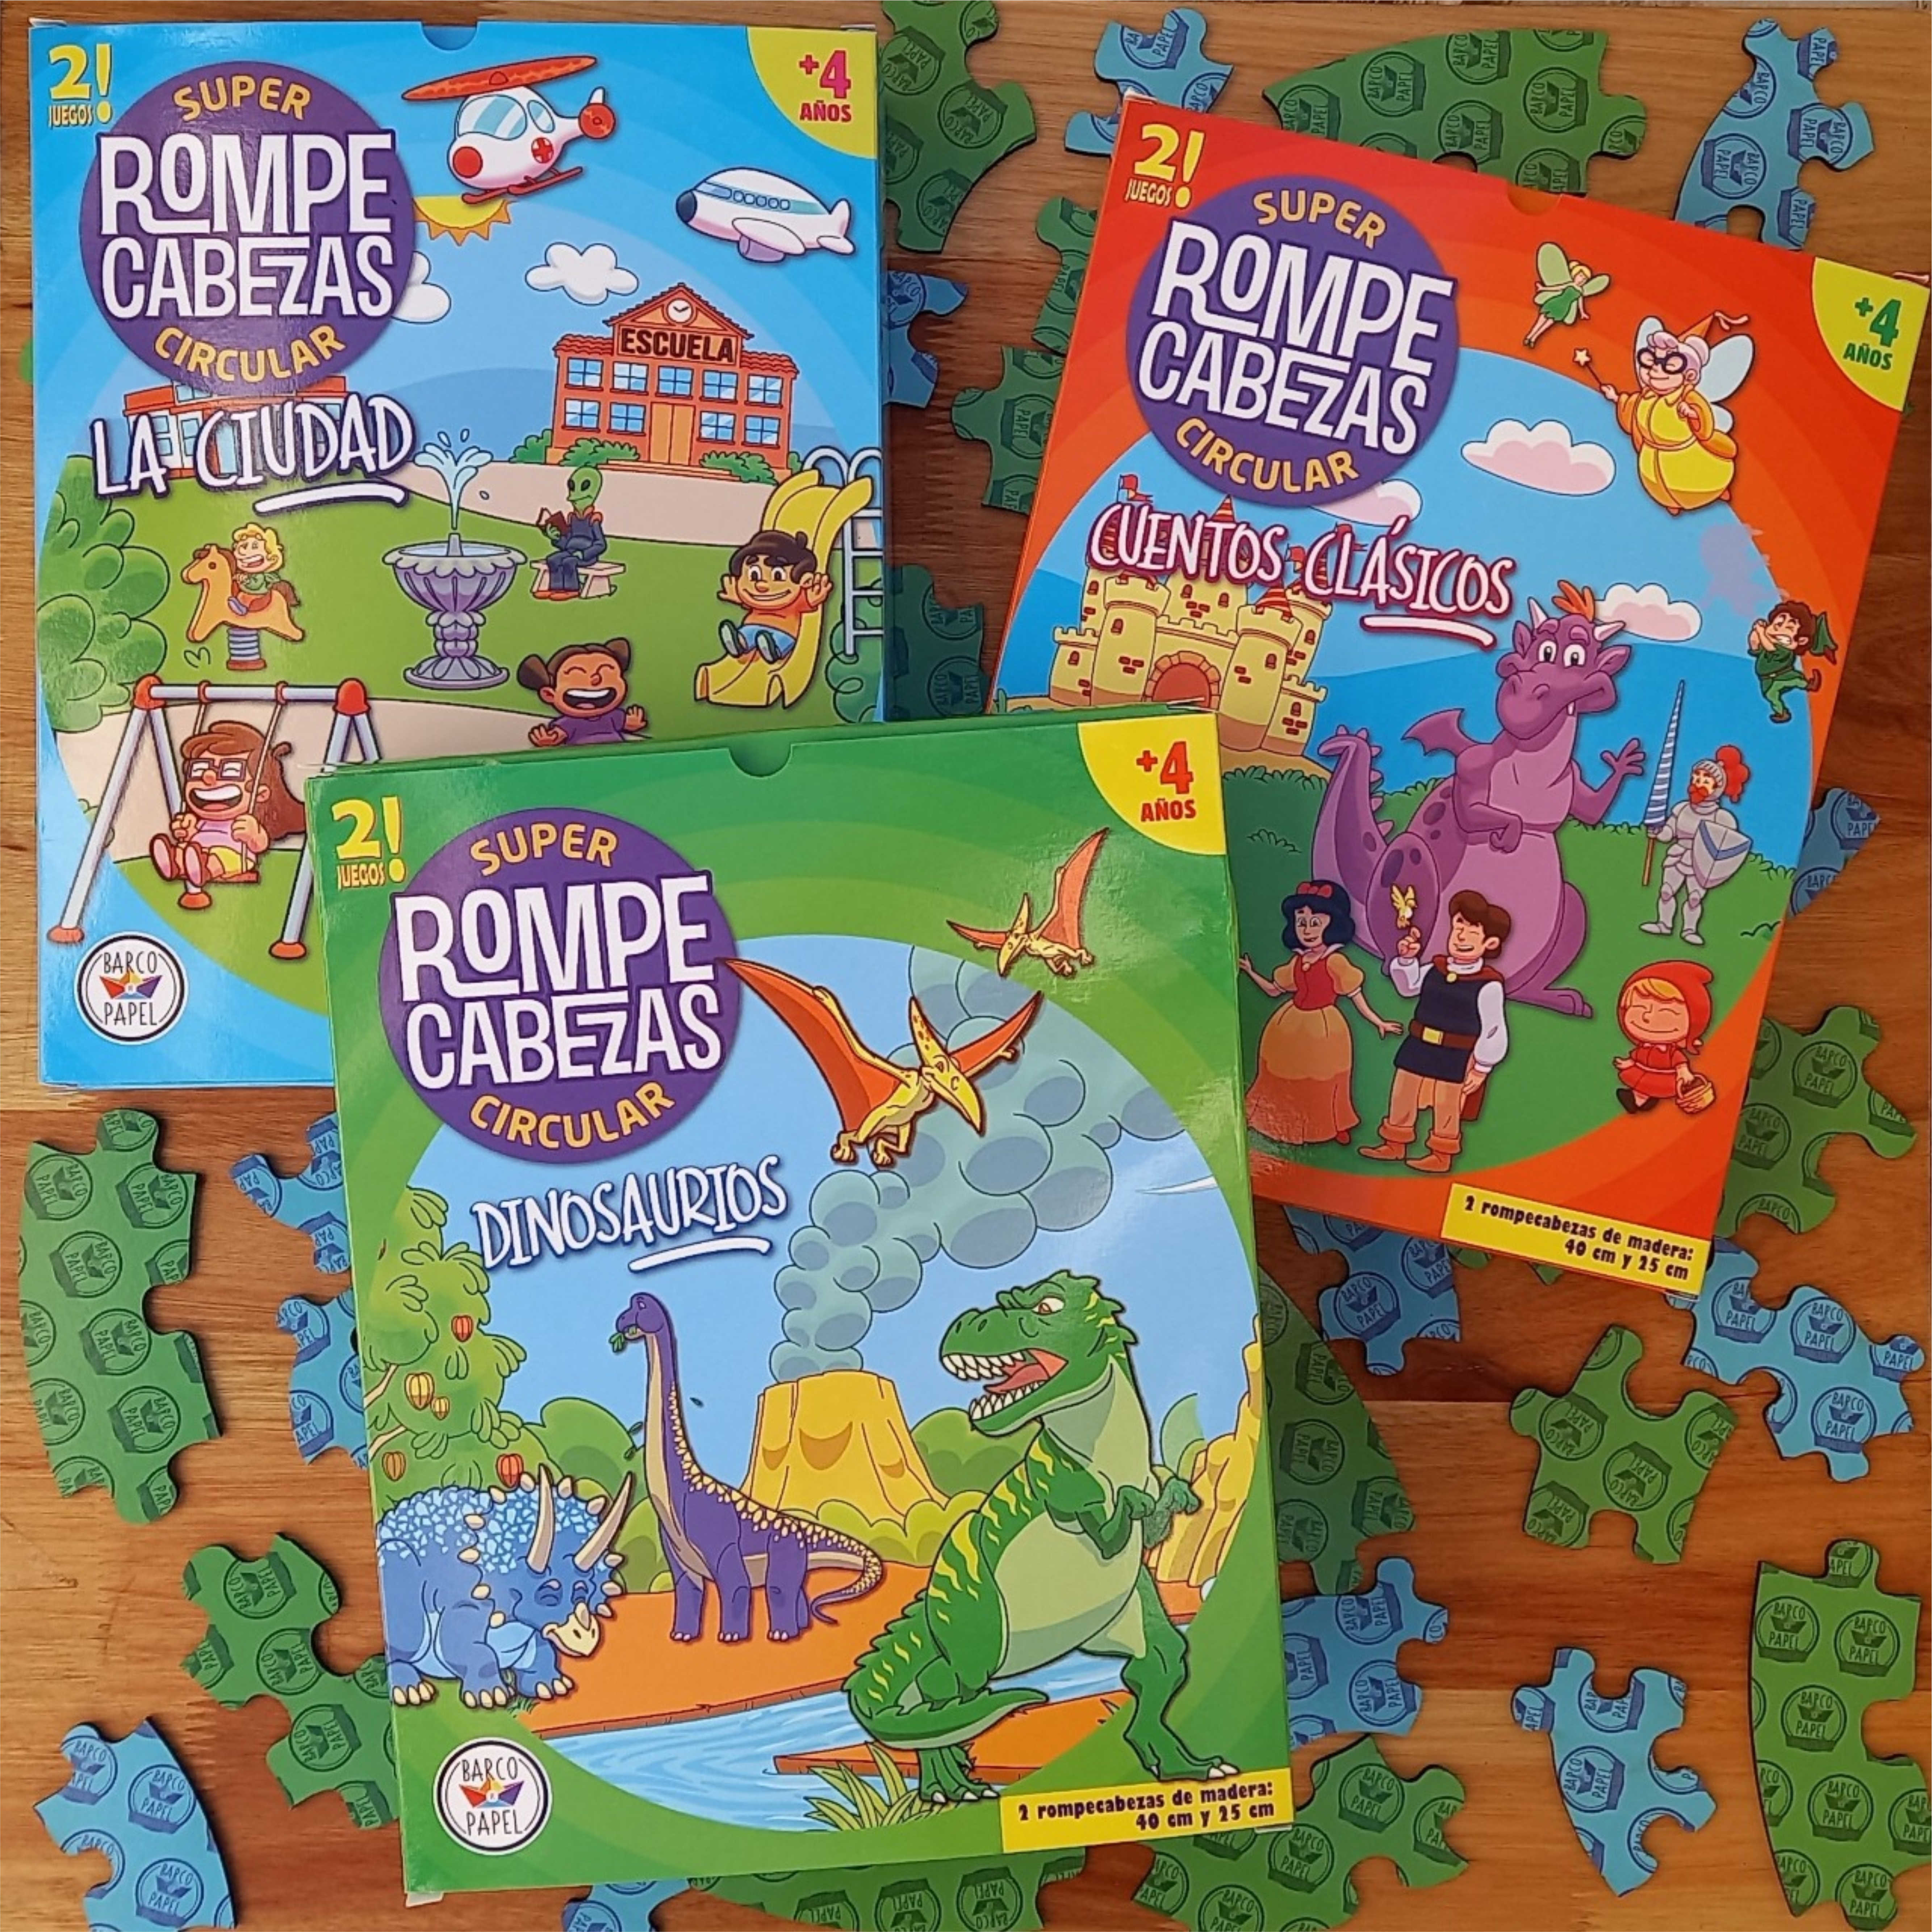 2!
JUEGOS
SUPER
ROMPE
CABEZAS
CIRCULAR
LA CIUDAD
+4
AÑOS
ESCUELA
BARCO
PAPEL
2!
JUEGOS
SUPER
ROMPE
CABEZAS
CIRCULAR
CUENTOS CLÁSICOS
+4
AÑOS
2 rompecabezas de madera:
40 cm y 25 cm
2!
JUEGOS
SUPER
ROMPE
CABEZAS
CIRCULAR
DINOSAURIOS
+4
AÑOS
BARCO
PAPEL
2 rompecabezas de madera:
40 cm y 25 cm
BARCO
PAPEL